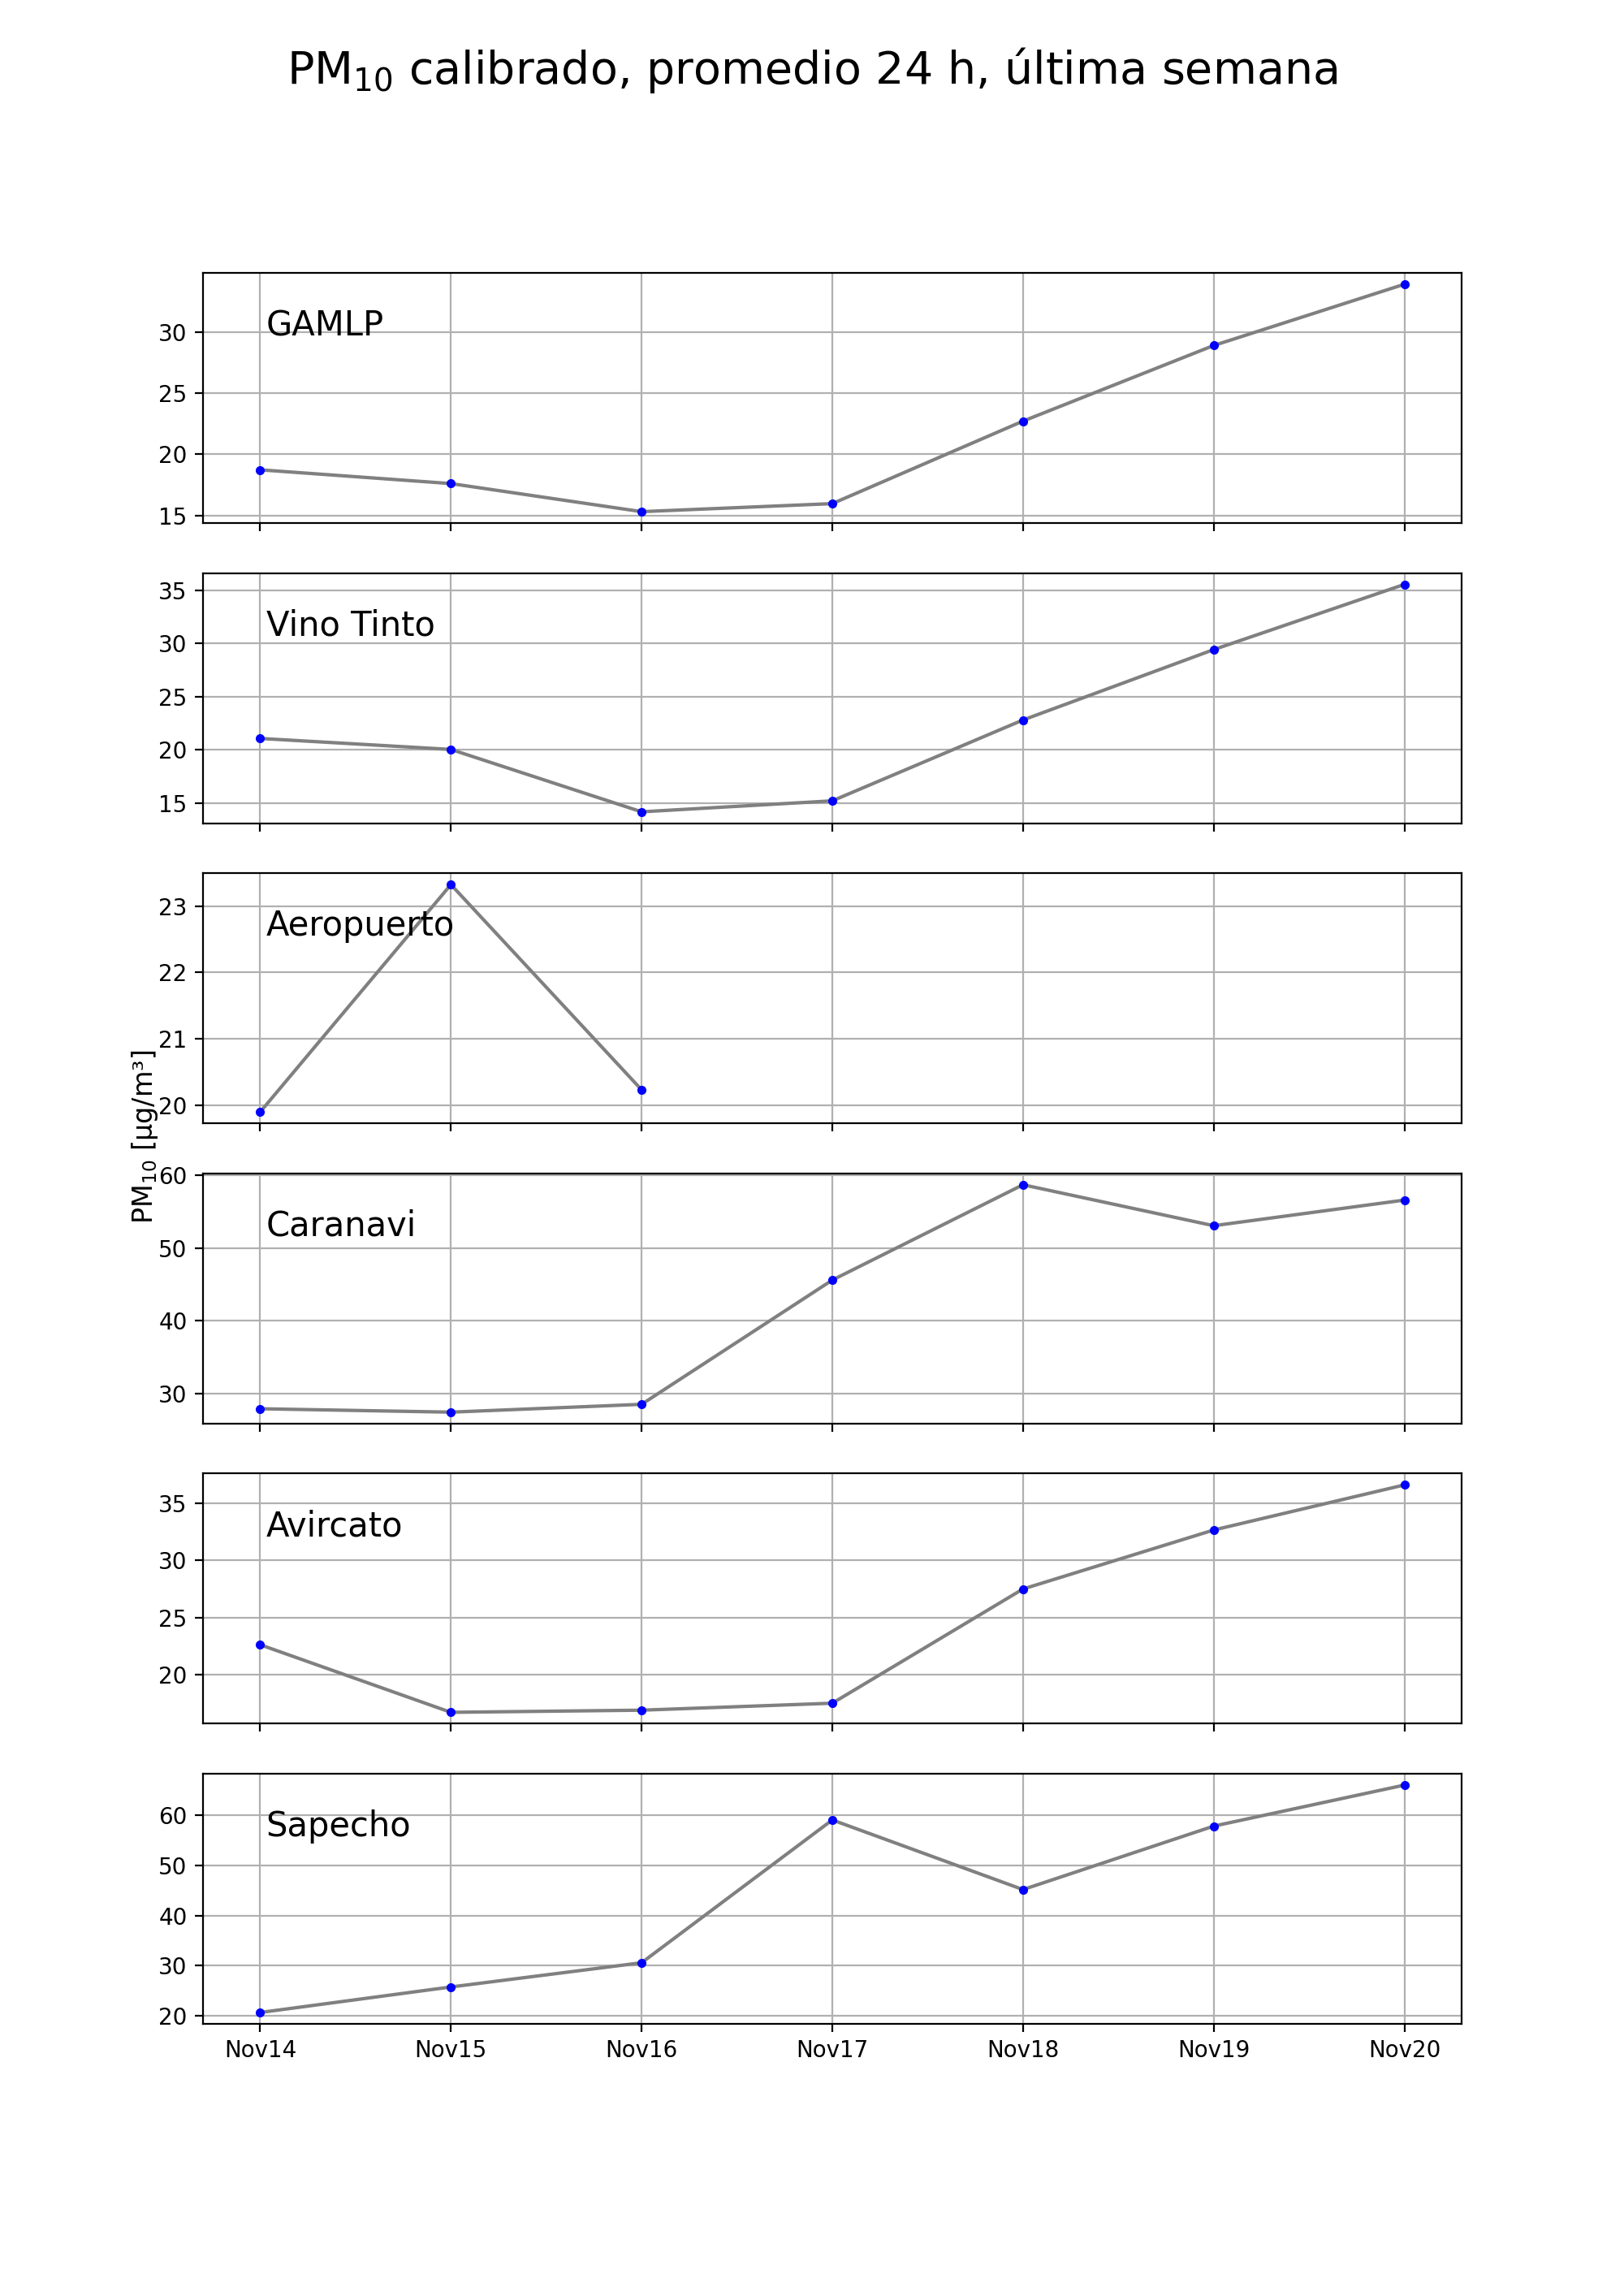 PM₁₀ calibrado, promedio 24 h, última semana
GAMLP
30
25
20
15
Vino Tinto
35
30
25
20
15
Aeropuerto
23
22
21
20
PM₁₀ [µg/m³]
Caranavi
60
50
40
30
Avircato
35
30
25
20
Sapecho
60
50
40
30
20
Nov14 Nov15 Nov16 Nov17 Nov18 Nov19 Nov20